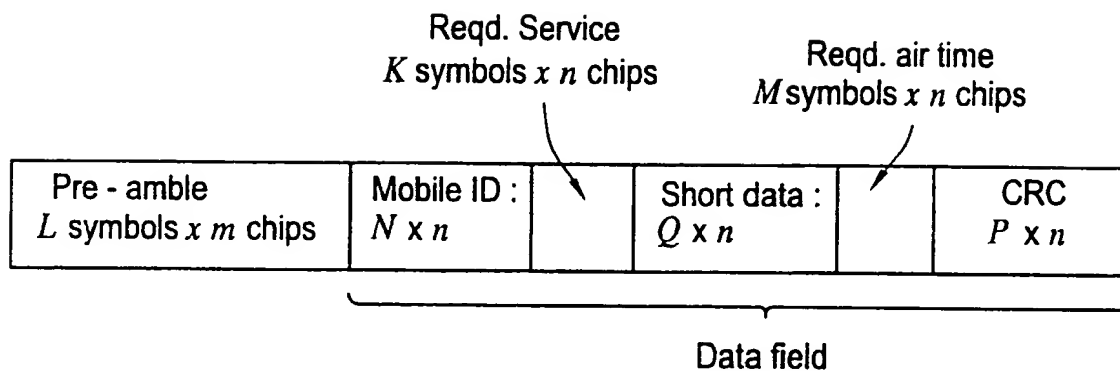 Reqd. Service
K symbols x n chips
Reqd. air time
M symbols x n chips
Pre - amble
L symbols x m chips
Mobile ID :
N x n
Short data :
Q x n
CRC
P x n
Data field